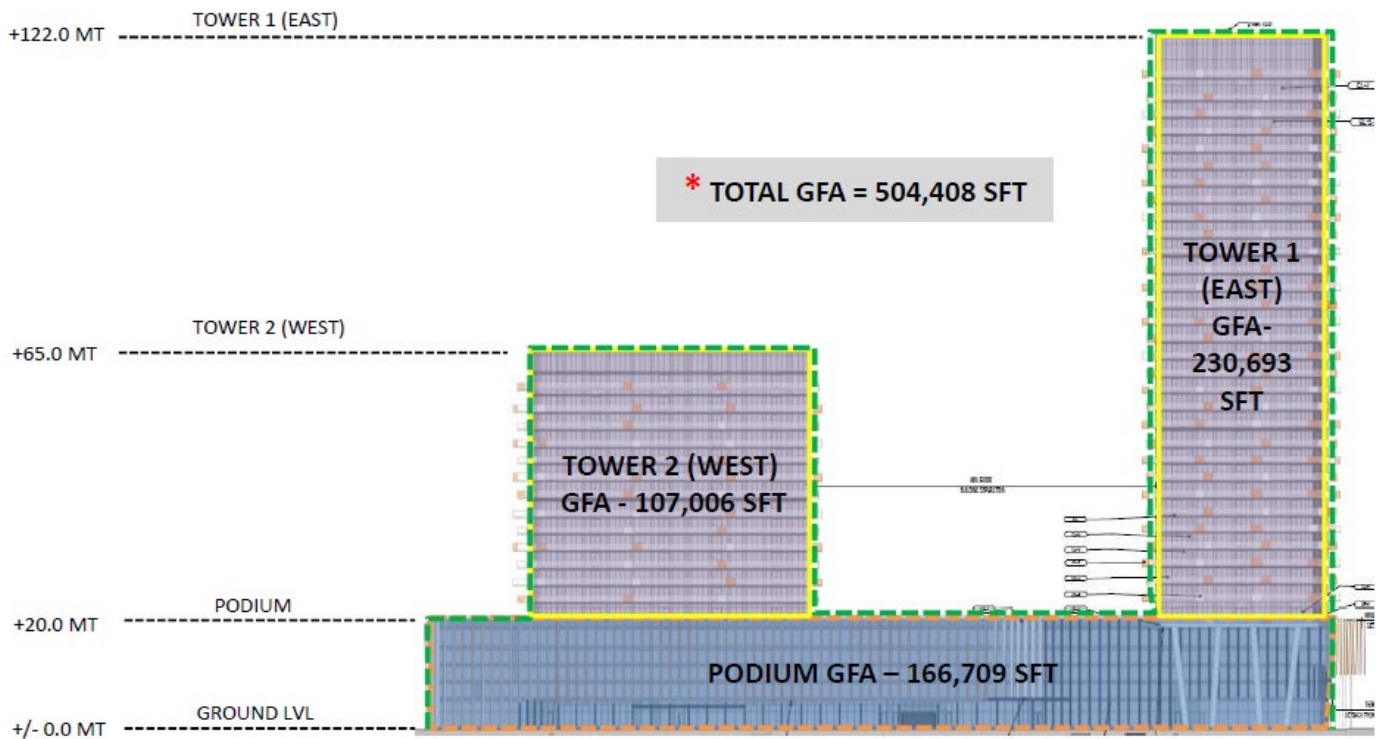 TOWER 1 (EAST)
+122.0 MT
* TOTAL GFA = 504,408 SFT
TOWER 1
(EAST)
GFA-
230,693
SFT
TOWER 2 (WEST)
+65.0 MT
TOWER 2 (WEST)
GFA - 107,006 SFT
PODIUM
+20.0 MT
PODIUM GFA – 166,709 SFT
GROUND LVL
+/- 0.0 MT